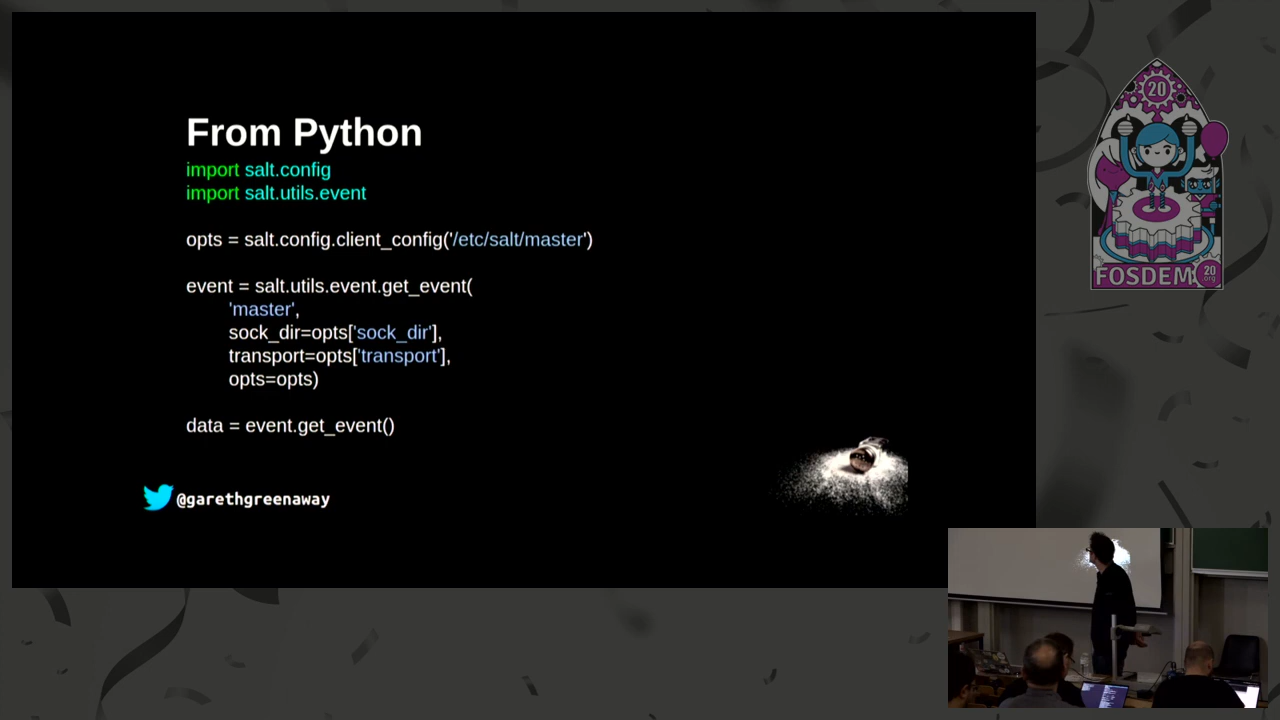 From Python
import salt.config
import salt.utils.event
opts = salt.config.client_config('/etc/salt/master')
event = salt.utils.event.get_event(
'master',
sock_dir=opts['sock_dir'],
transport=opts['transport'],
opts=opts)
data = event.get_event()
@garethgreenaway
20
FOSDEM
20
.org